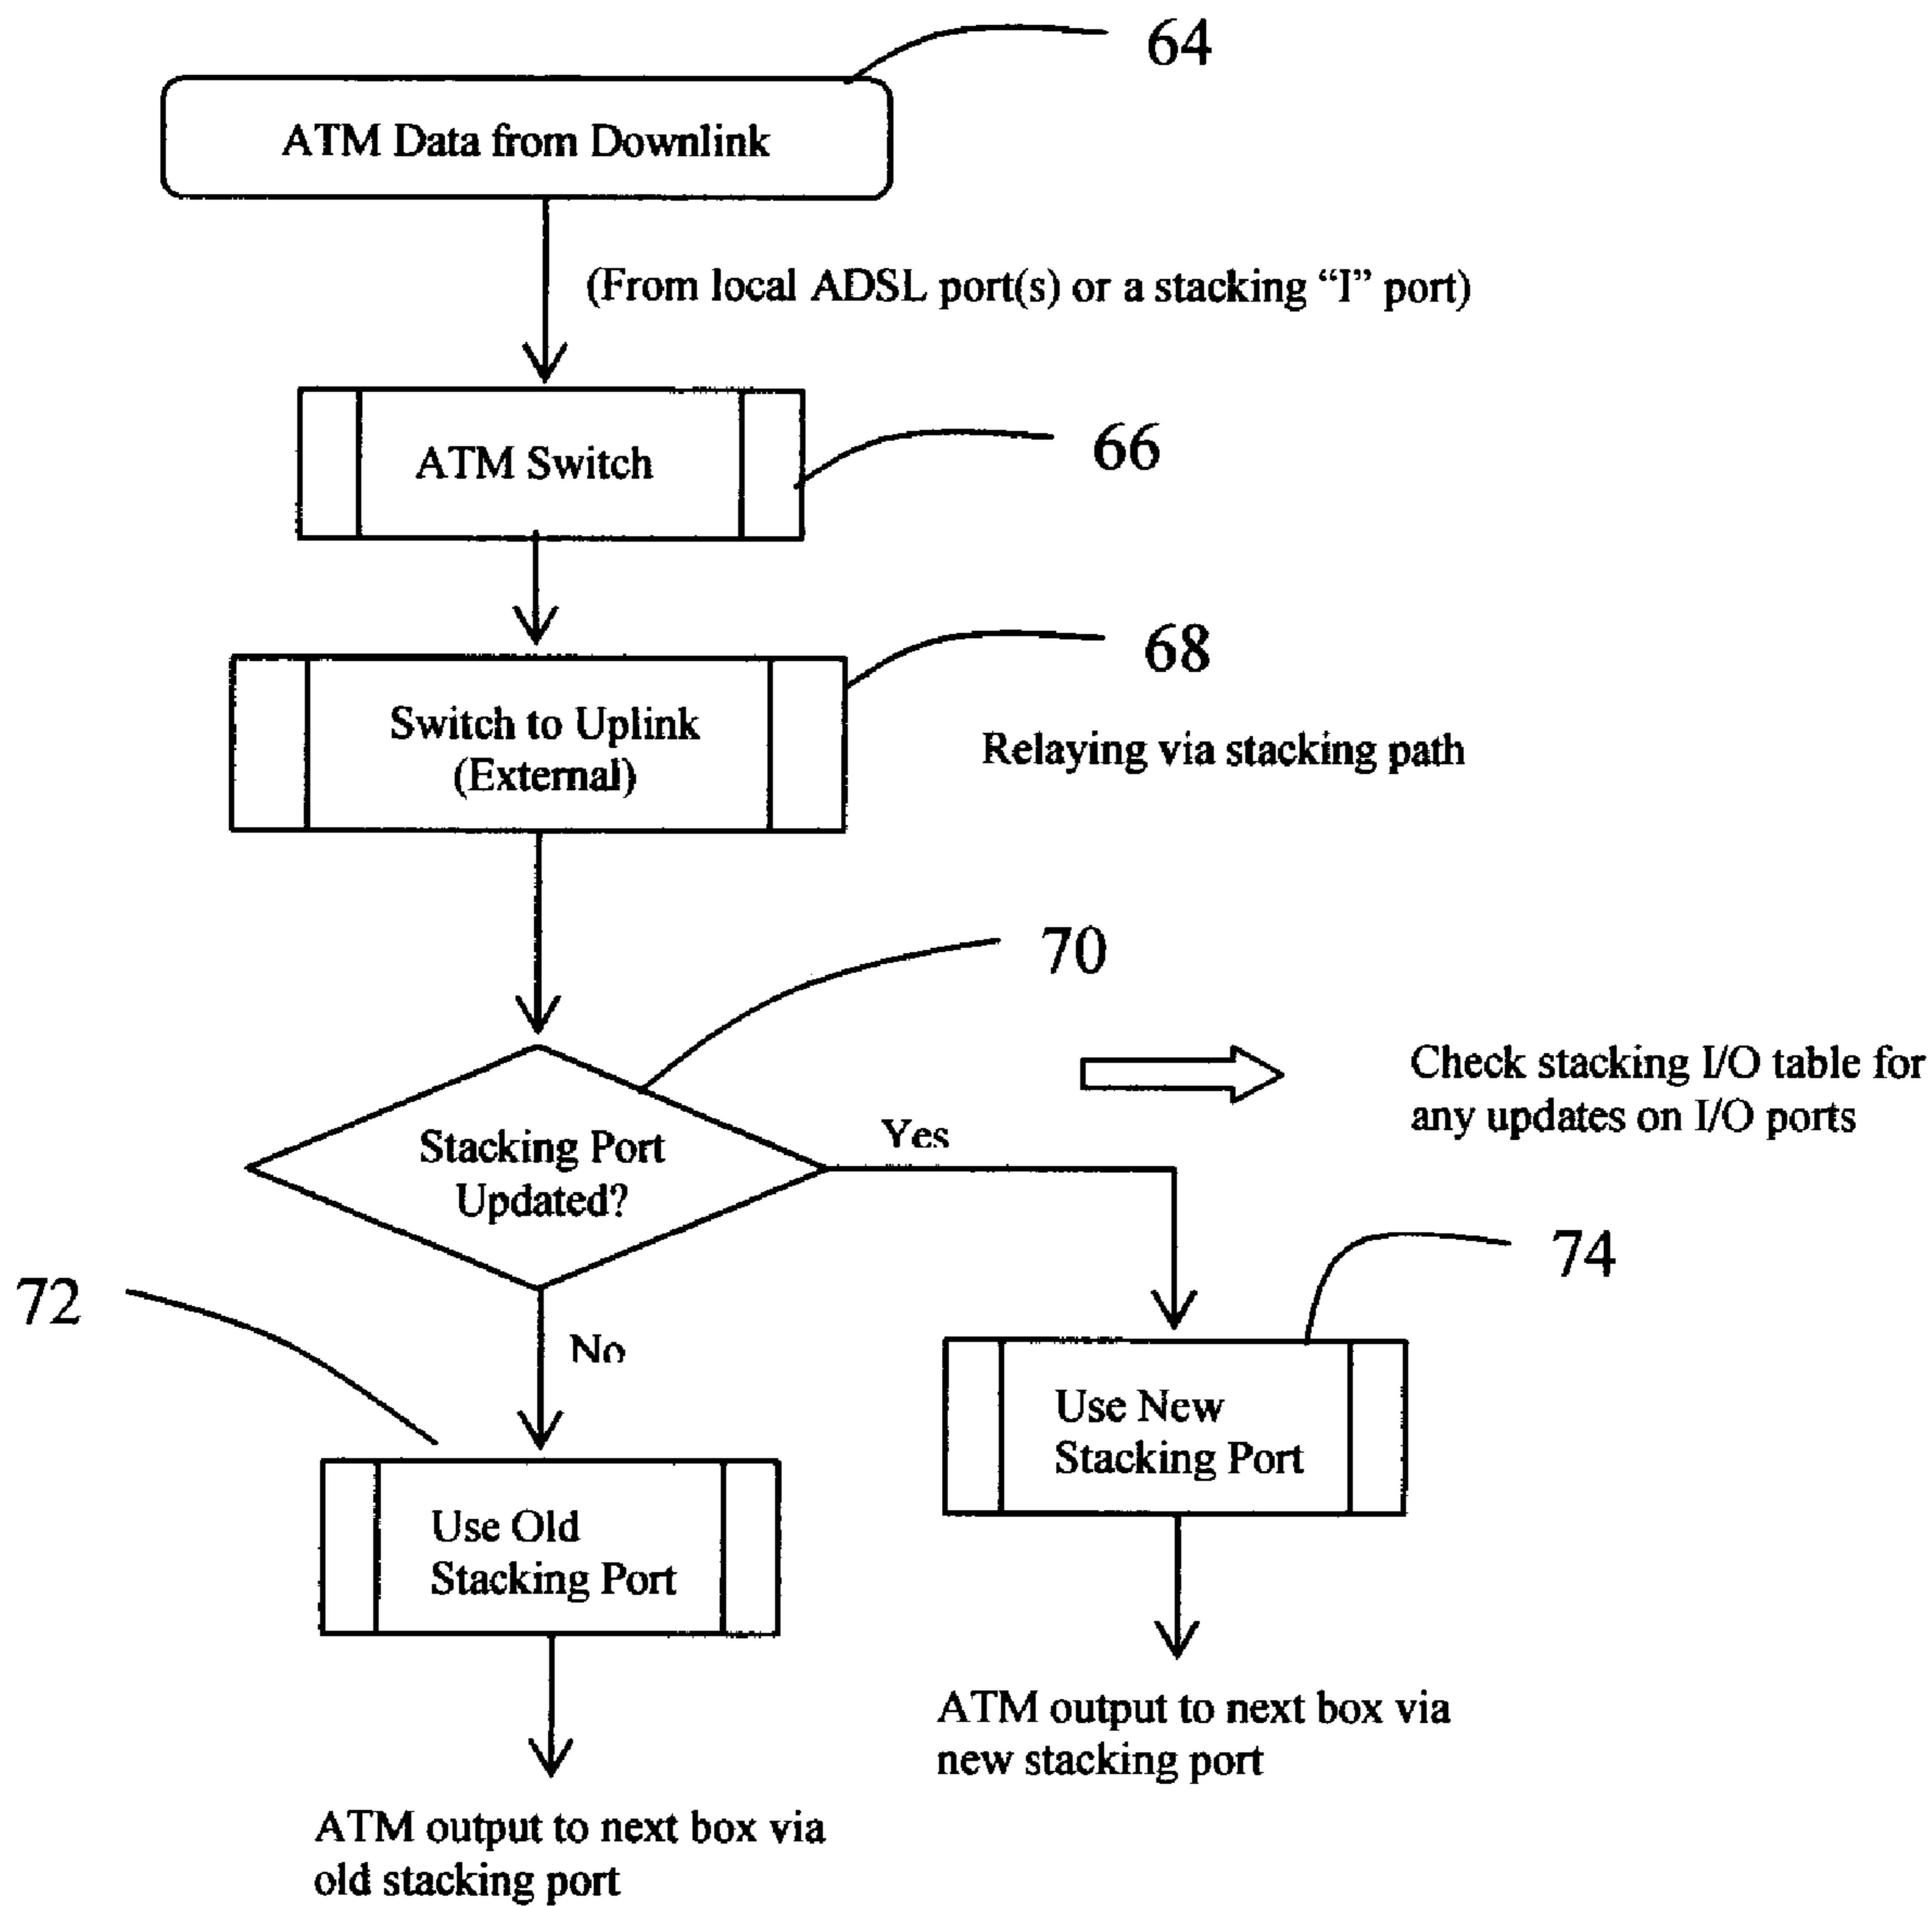 64
ATM Data from Downlink
(From local ADSL port(s) or a stacking “I” port)
66
ATM Switch
68
Switch to Uplink
(External)
Relaying via stacking path
70
Check stacking I/O table for
any updates on I/O ports
Stacking Port
Updated?
Yes
74
72
No
Use New
Stacking Port
Use Old
Stacking Port
ATM output to next box via
new stacking port
ATM output to next box via
old stacking port